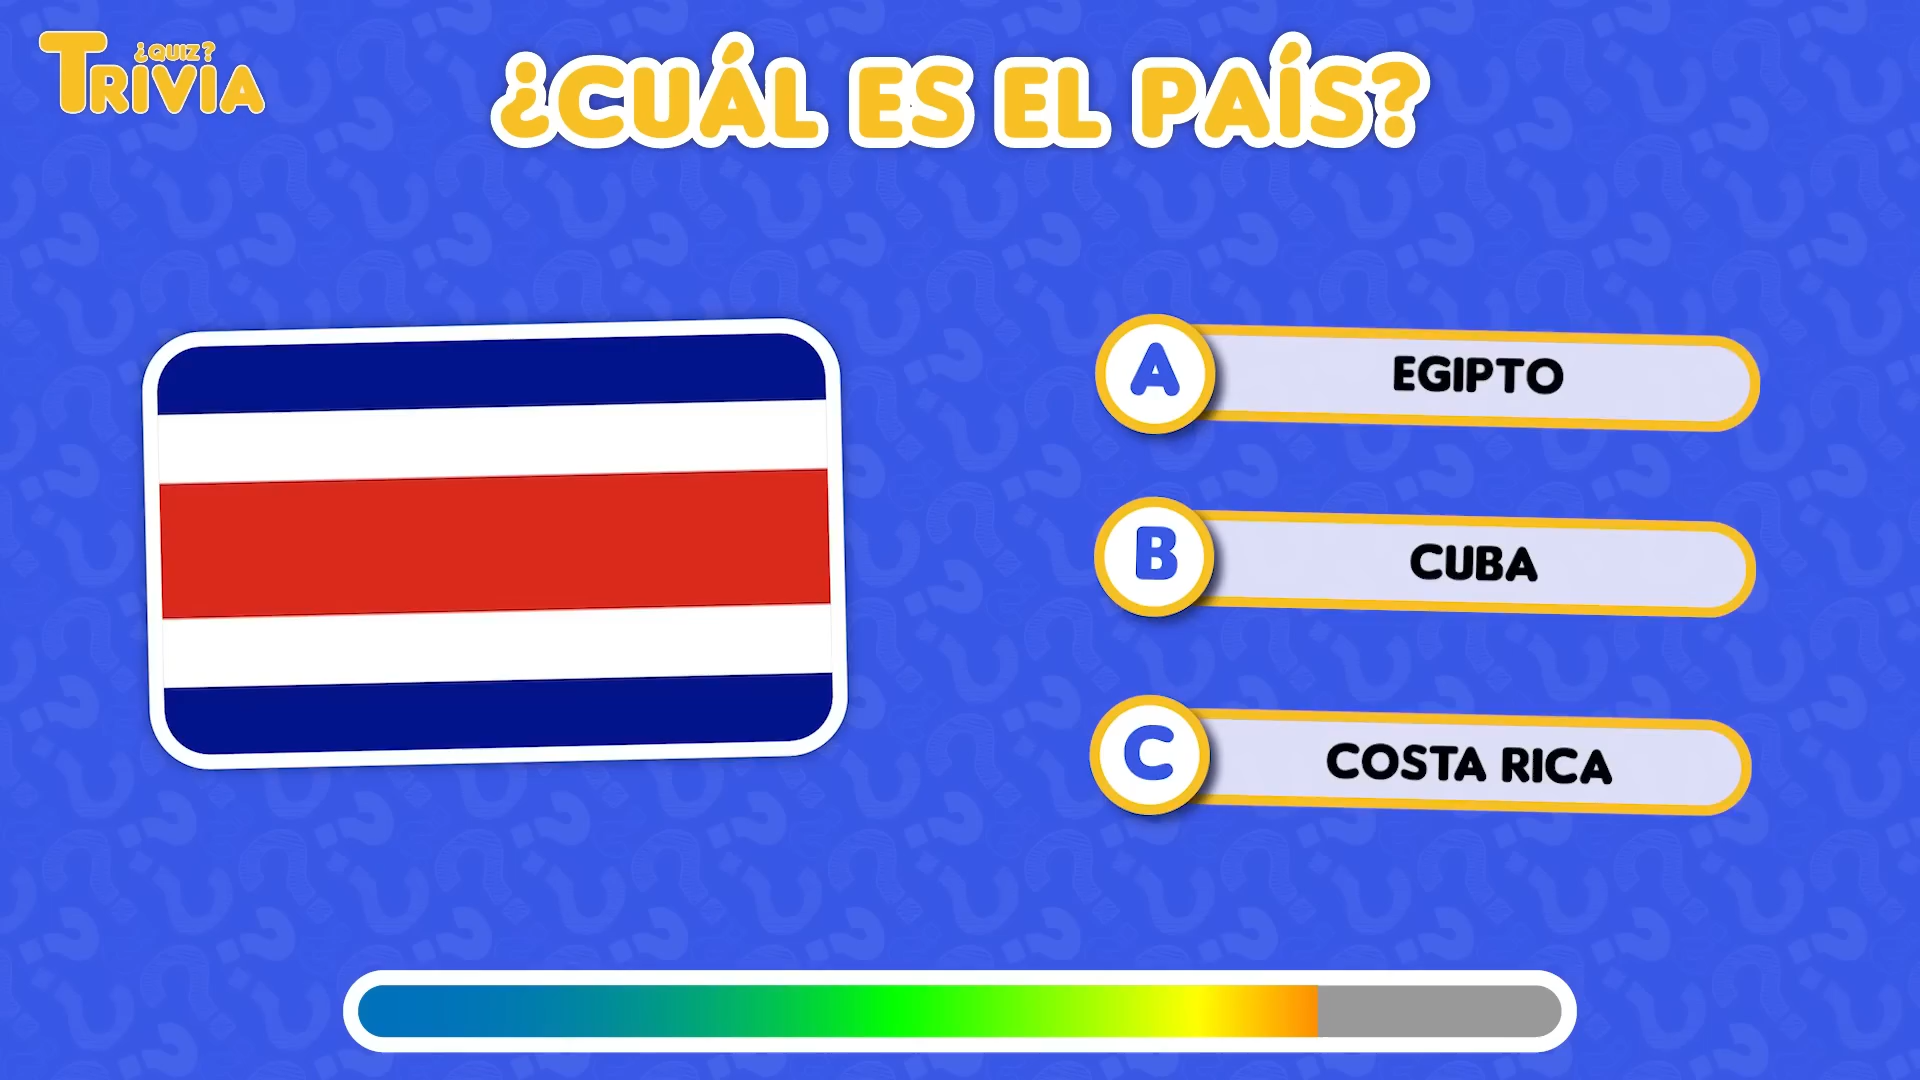 ¿QUIZ?
TRIVIA
¿CUÁL ES EL PAÍS?
A EGIPTO
B CUBA
C COSTA RICA